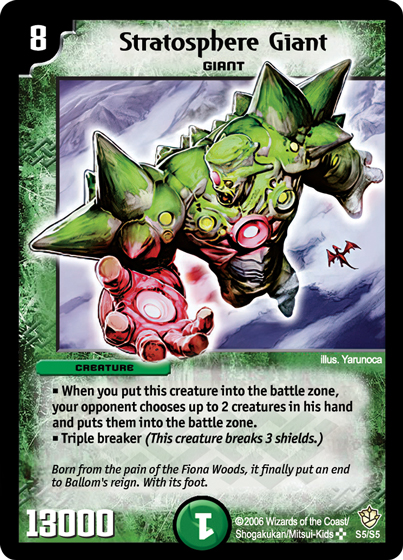 8
Stratosphere Giant
GIANT
illus. Yarunoca
CREATURE
▪ When you put this creature into the battle zone,
your opponent chooses up to 2 creatures in his hand
and puts them into the battle zone.
▪ Triple breaker (This creature breaks 3 shields.)
Born from the pain of the Fiona Woods, it finally put an end
to Ballom's reign. With its foot.
13000
1
©2006 Wizards of the Coast/
Shogakukan/Mitsui-Kids S5/S5